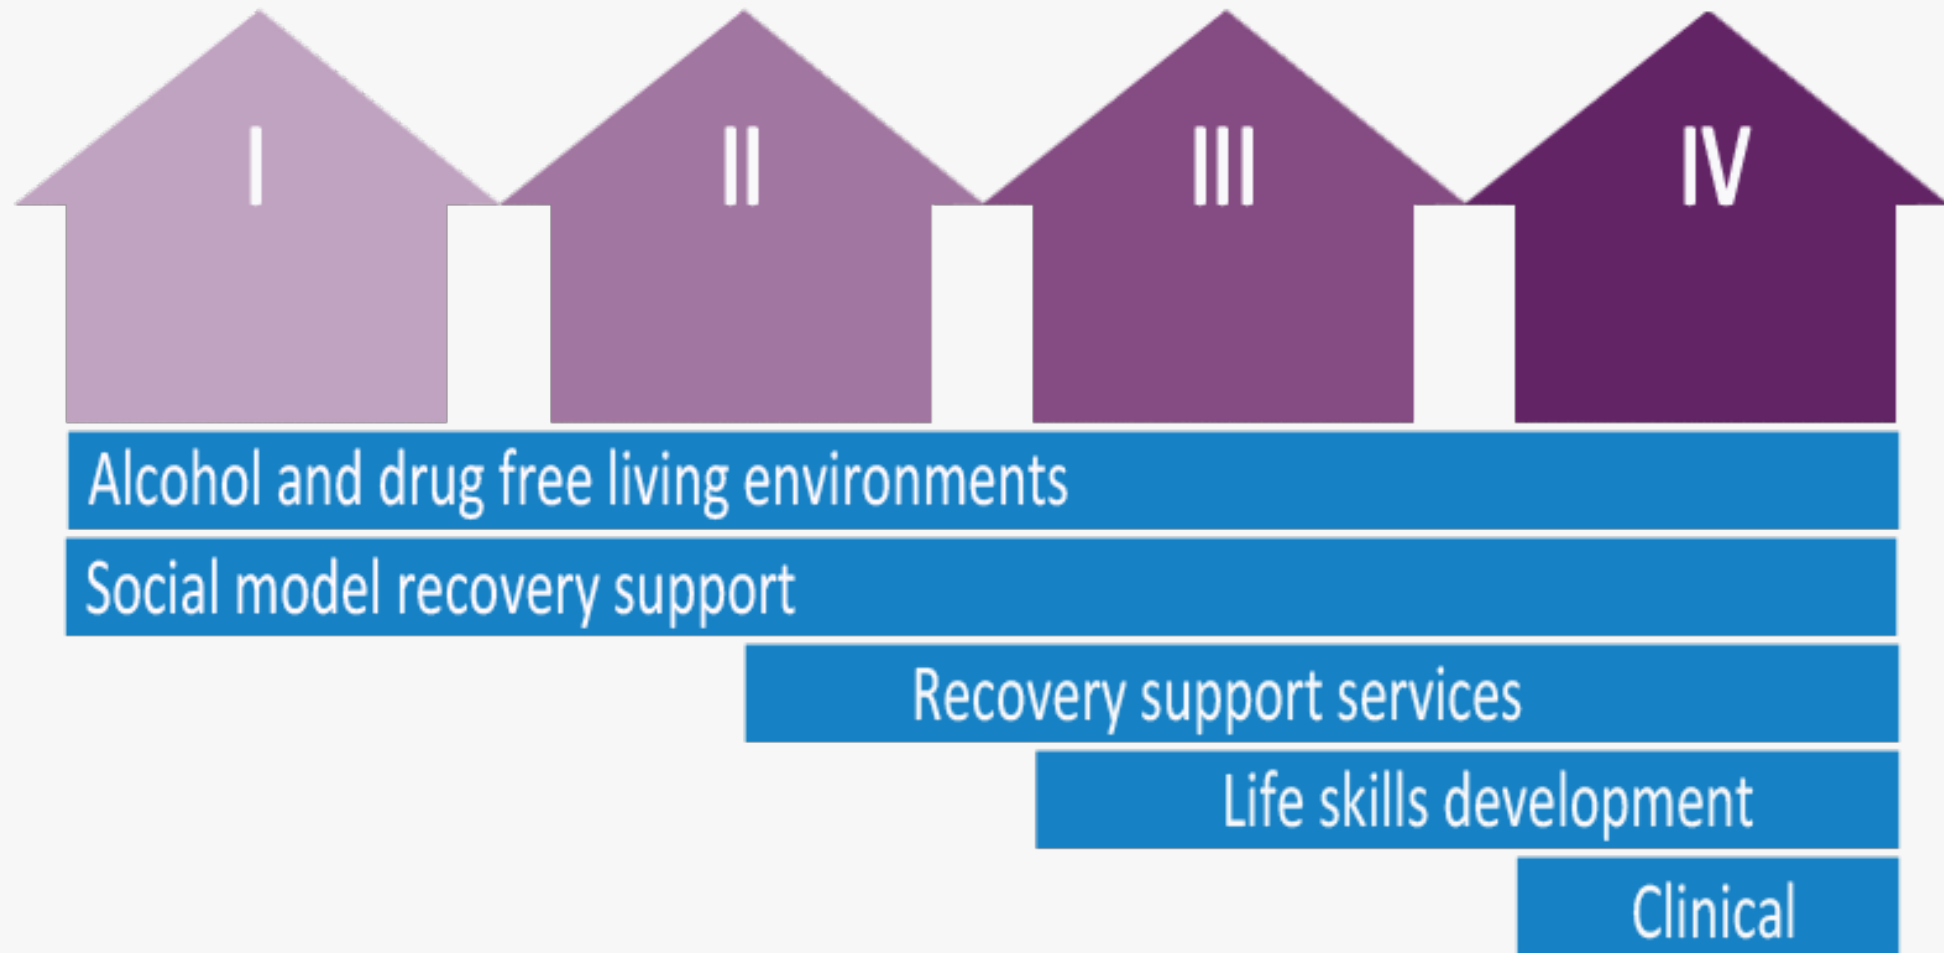 I
II
III
IV
Alcohol and drug free living environments
Social model recovery support
Recovery support services
Life skills development
Clinical